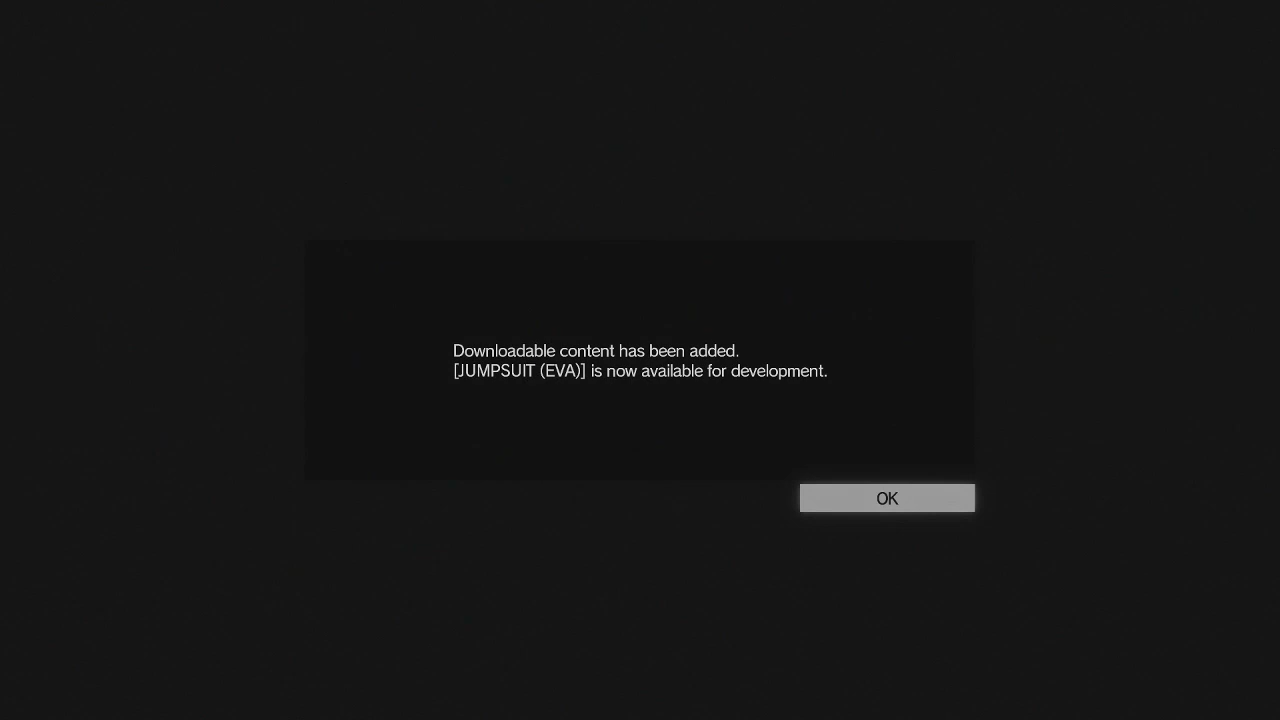 Downloadable content has been added.
[JUMPSUIT (EVA)] is now available for development.
OK